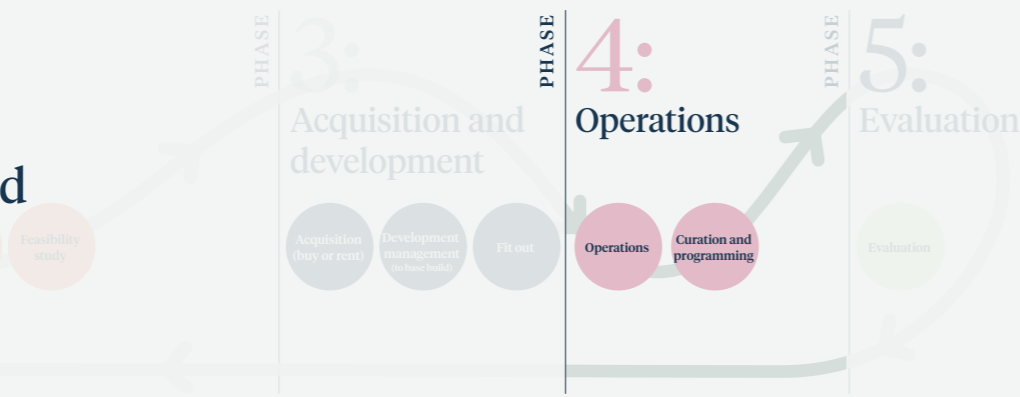 d
Feasibility
study
PHASE
3:
Acquisition and
development
Acquisition
(buy or rent)
Development
management
(to base build)
Fit out
PHASE
4:
Operations
Operations
Curation and
programming
PHASE
5:
Evaluation
Evaluation